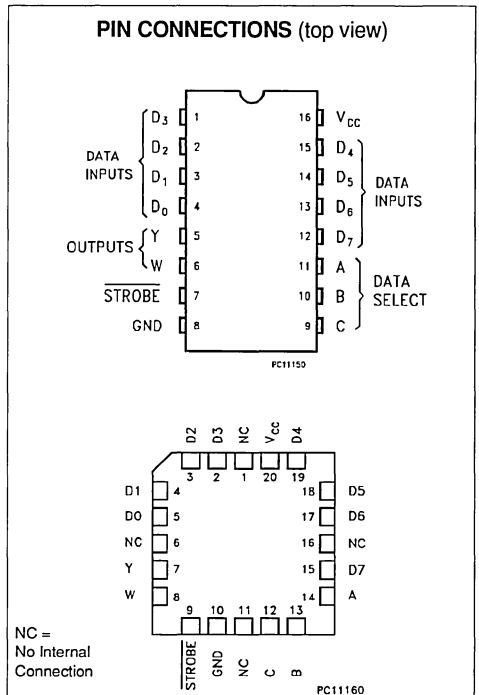 PIN CONNECTIONS (top view)
D3 1 16 VCC
D2 2 15 D4
D1 3 14 D5
D0 4 13 D6
Y 5 12 D7
W 6 11 A
STROBE 7 10 B
GND 8 9 C
DATA
INPUTS
OUTPUTS
DATA
INPUTS
DATA
SELECT
PC11150
D2 D3 NC VCC D4
3 2 1 20 19
D1 4 18 D5
D0 5 17 D6
NC 6 16 NC
Y 7 15 D7
W 8 14 A
9 10 11 12 13
STROBE GND NC C B
NC =
No Internal
Connection
PC11160